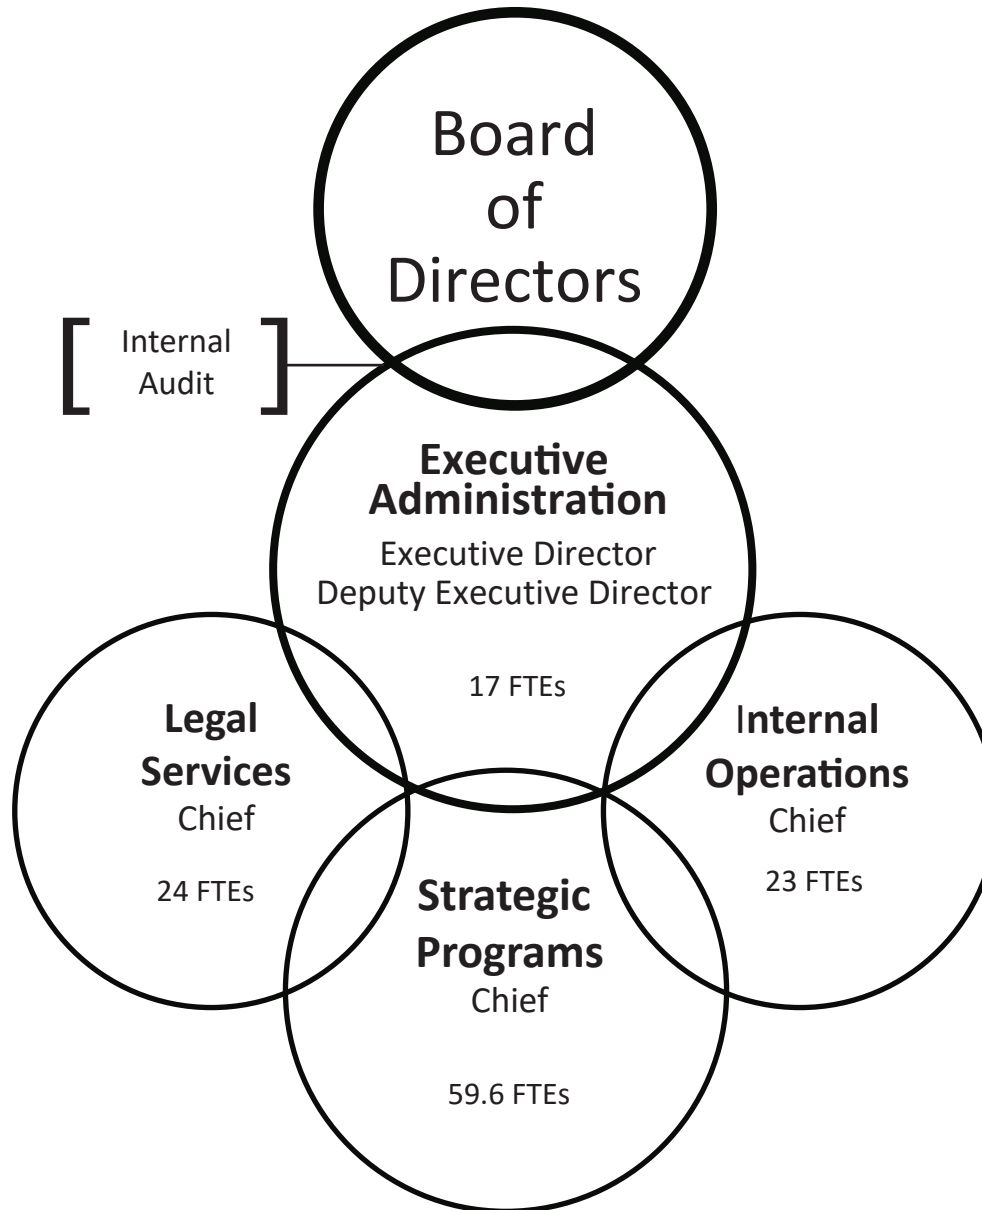 Board
of
Directors
[ Internal
Audit ]
Executive
Administration
Executive Director
Deputy Executive Director
17 FTEs
Legal
Services
Chief
24 FTEs
Internal
Operations
Chief
23 FTEs
Strategic
Programs
Chief
59.6 FTEs